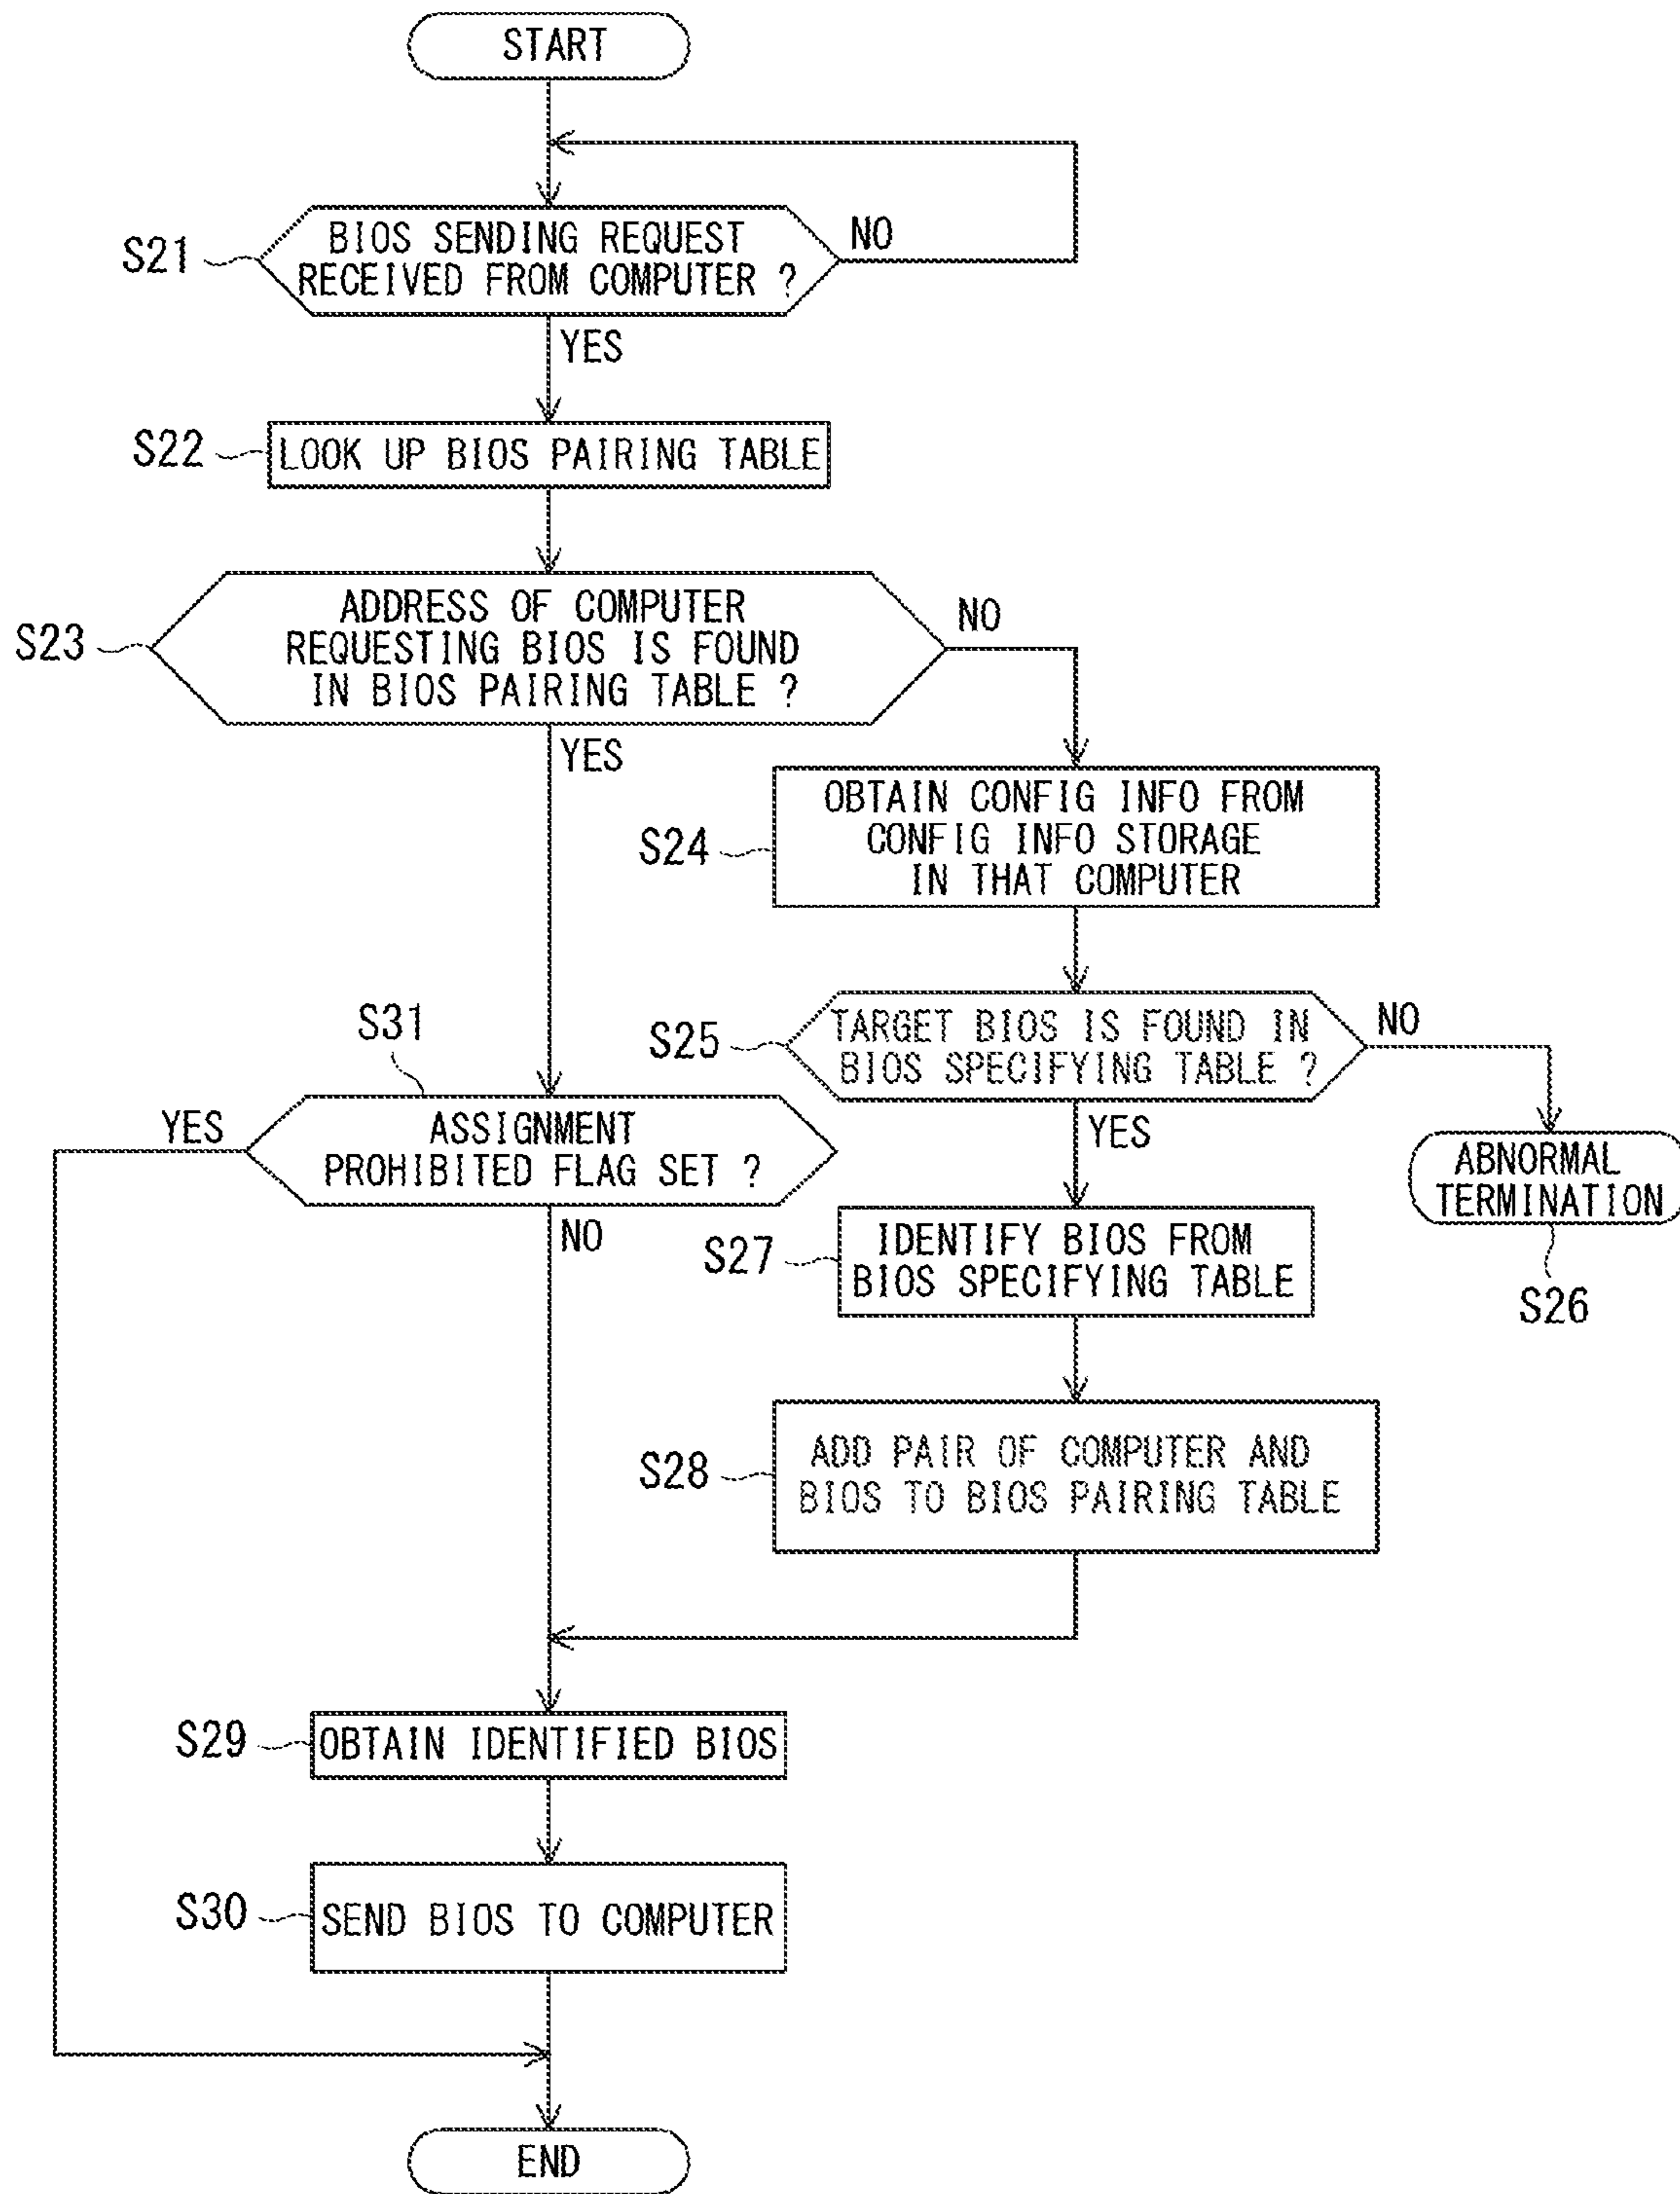 START
S21
BIOS SENDING REQUEST
RECEIVED FROM COMPUTER ?
NO
YES
S22
LOOK UP BIOS PAIRING TABLE
S23
ADDRESS OF COMPUTER
REQUESTING BIOS IS FOUND
IN BIOS PAIRING TABLE ?
NO
YES
S24
OBTAIN CONFIG INFO FROM
CONFIG INFO STORAGE
IN THAT COMPUTER
S25
TARGET BIOS IS FOUND IN
BIOS SPECIFYING TABLE ?
NO
YES
ABNORMAL
TERMINATION
S26
S31
YES
ASSIGNMENT
PROHIBITED FLAG SET ?
NO
S27
IDENTIFY BIOS FROM
BIOS SPECIFYING TABLE
S28
ADD PAIR OF COMPUTER AND
BIOS TO BIOS PAIRING TABLE
S29
OBTAIN IDENTIFIED BIOS
S30
SEND BIOS TO COMPUTER
END